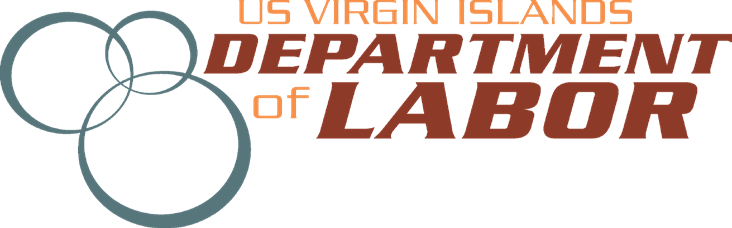 US VIRGIN ISLANDS
DEPARTMENT
of LABOR